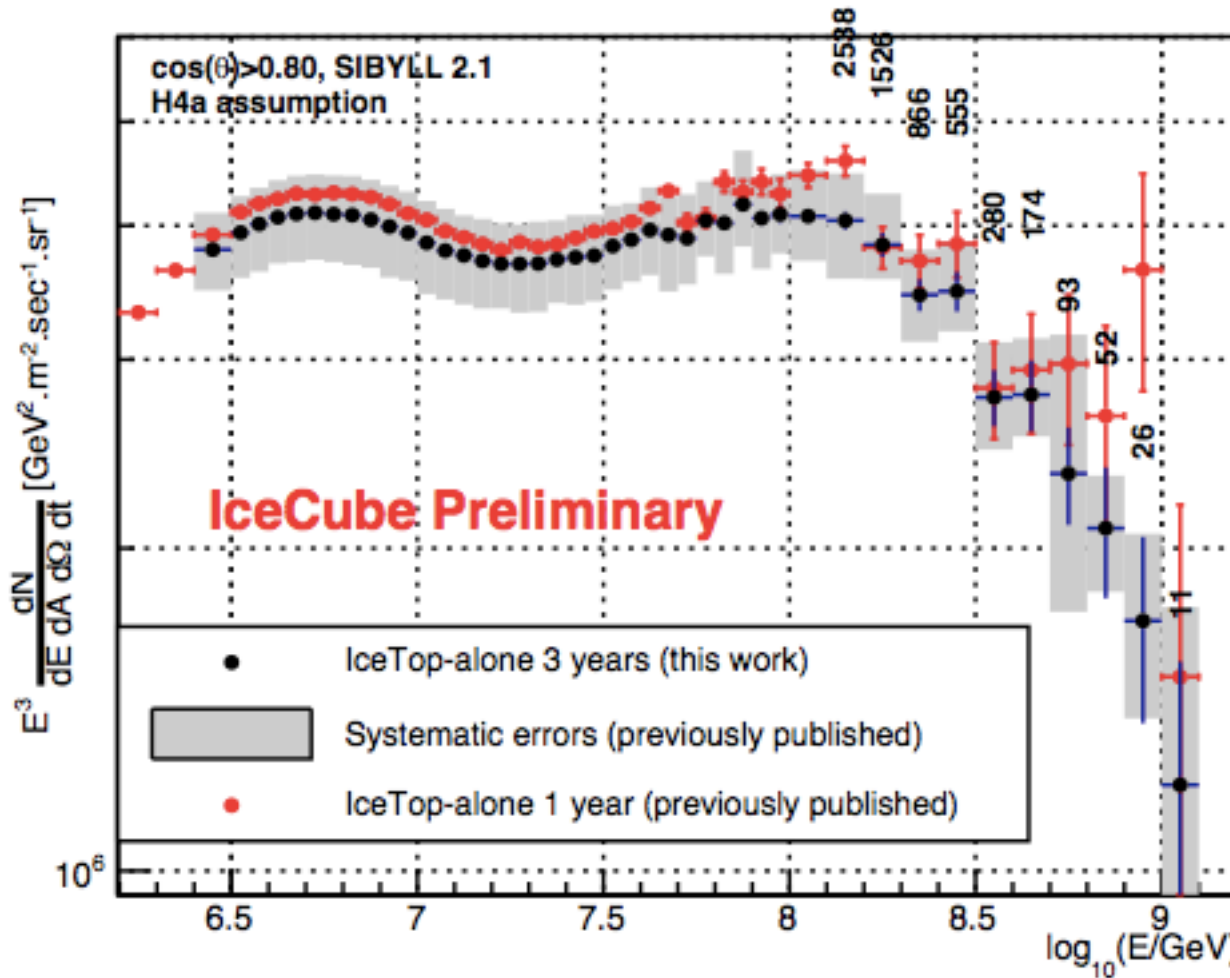 cos(θ)>0.80, SIBYLL 2.1
H4a assumption
2538
1526
866
555
280
174
93
52
26
11
E³ dN/dE dA dΩ dt [GeV².m⁻².sec⁻¹.sr⁻¹]
IceCube Preliminary
IceTop-alone 3 years (this work)
Systematic errors (previously published)
IceTop-alone 1 year (previously published)
10⁶
6.5 7 7.5 8 8.5 9
log₁₀(E/GeV)